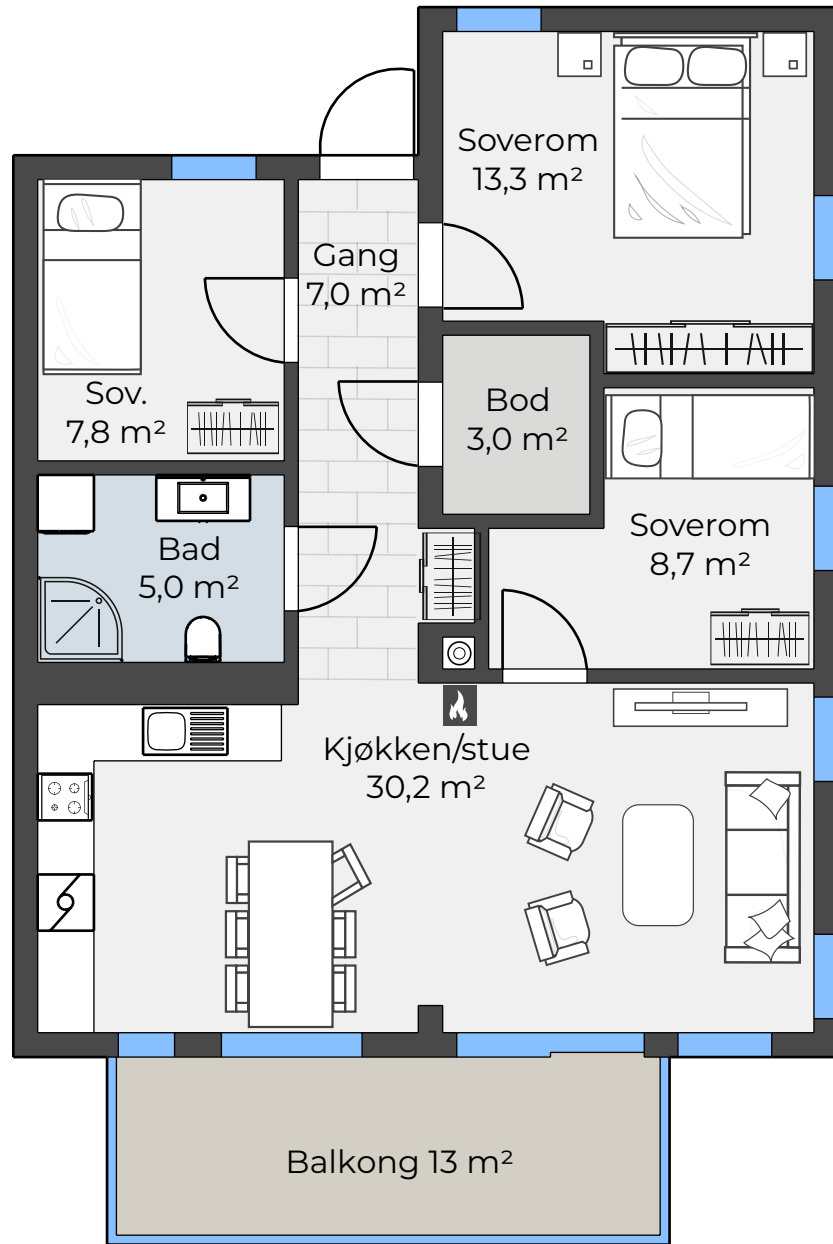 Soverom
13,3 m²
Gang
7,0 m²
Sov.
7,8 m²
Bod
3,0 m²
Soverom
8,7 m²
Bad
5,0 m²
Kjøkken/stue
30,2 m²
Balkong 13 m²